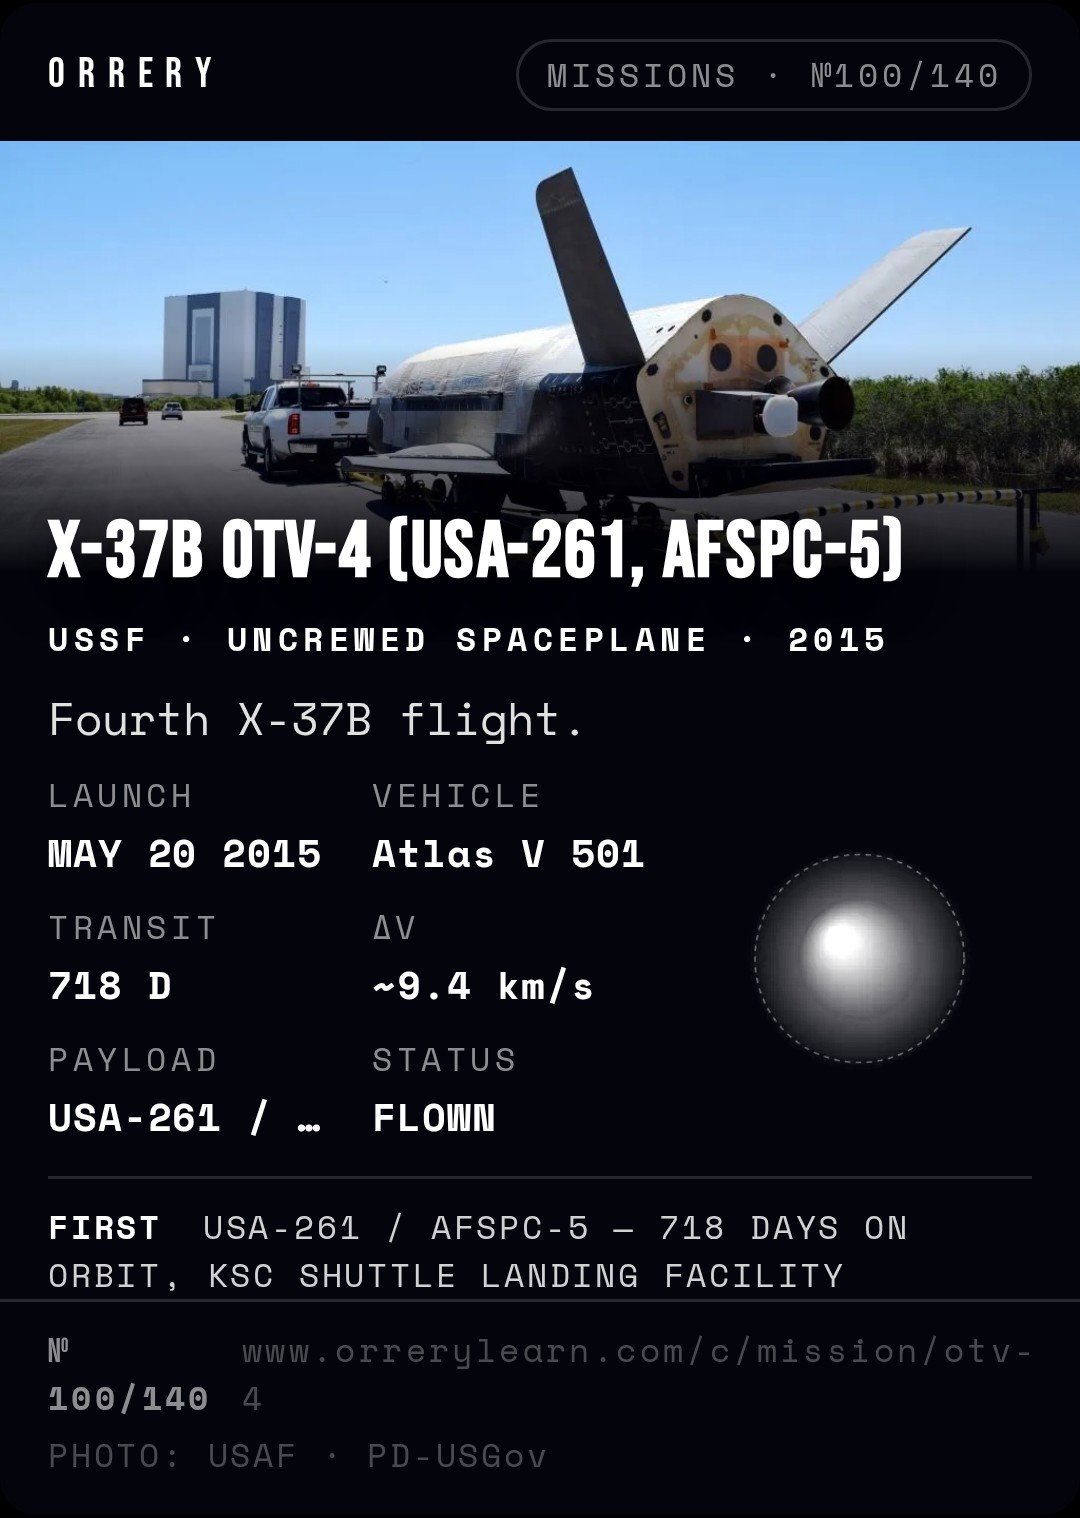 ORRERY
MISSIONS · №100/140
X-37B OTV-4 (USA-261, AFSPC-5)
USSF · UNCREWED SPACEPLANE · 2015
Fourth X-37B flight.
LAUNCH VEHICLE
MAY 20 2015 Atlas V 501
TRANSIT ΔV
718 D ~9.4 km/s
PAYLOAD STATUS
USA-261 / … FLOWN
FIRST USA-261 / AFSPC-5 — 718 DAYS ON
ORBIT, KSC SHUTTLE LANDING FACILITY
№
100/140
www.orrerylearn.com/c/mission/otv-
4
PHOTO: USAF · PD-USGov